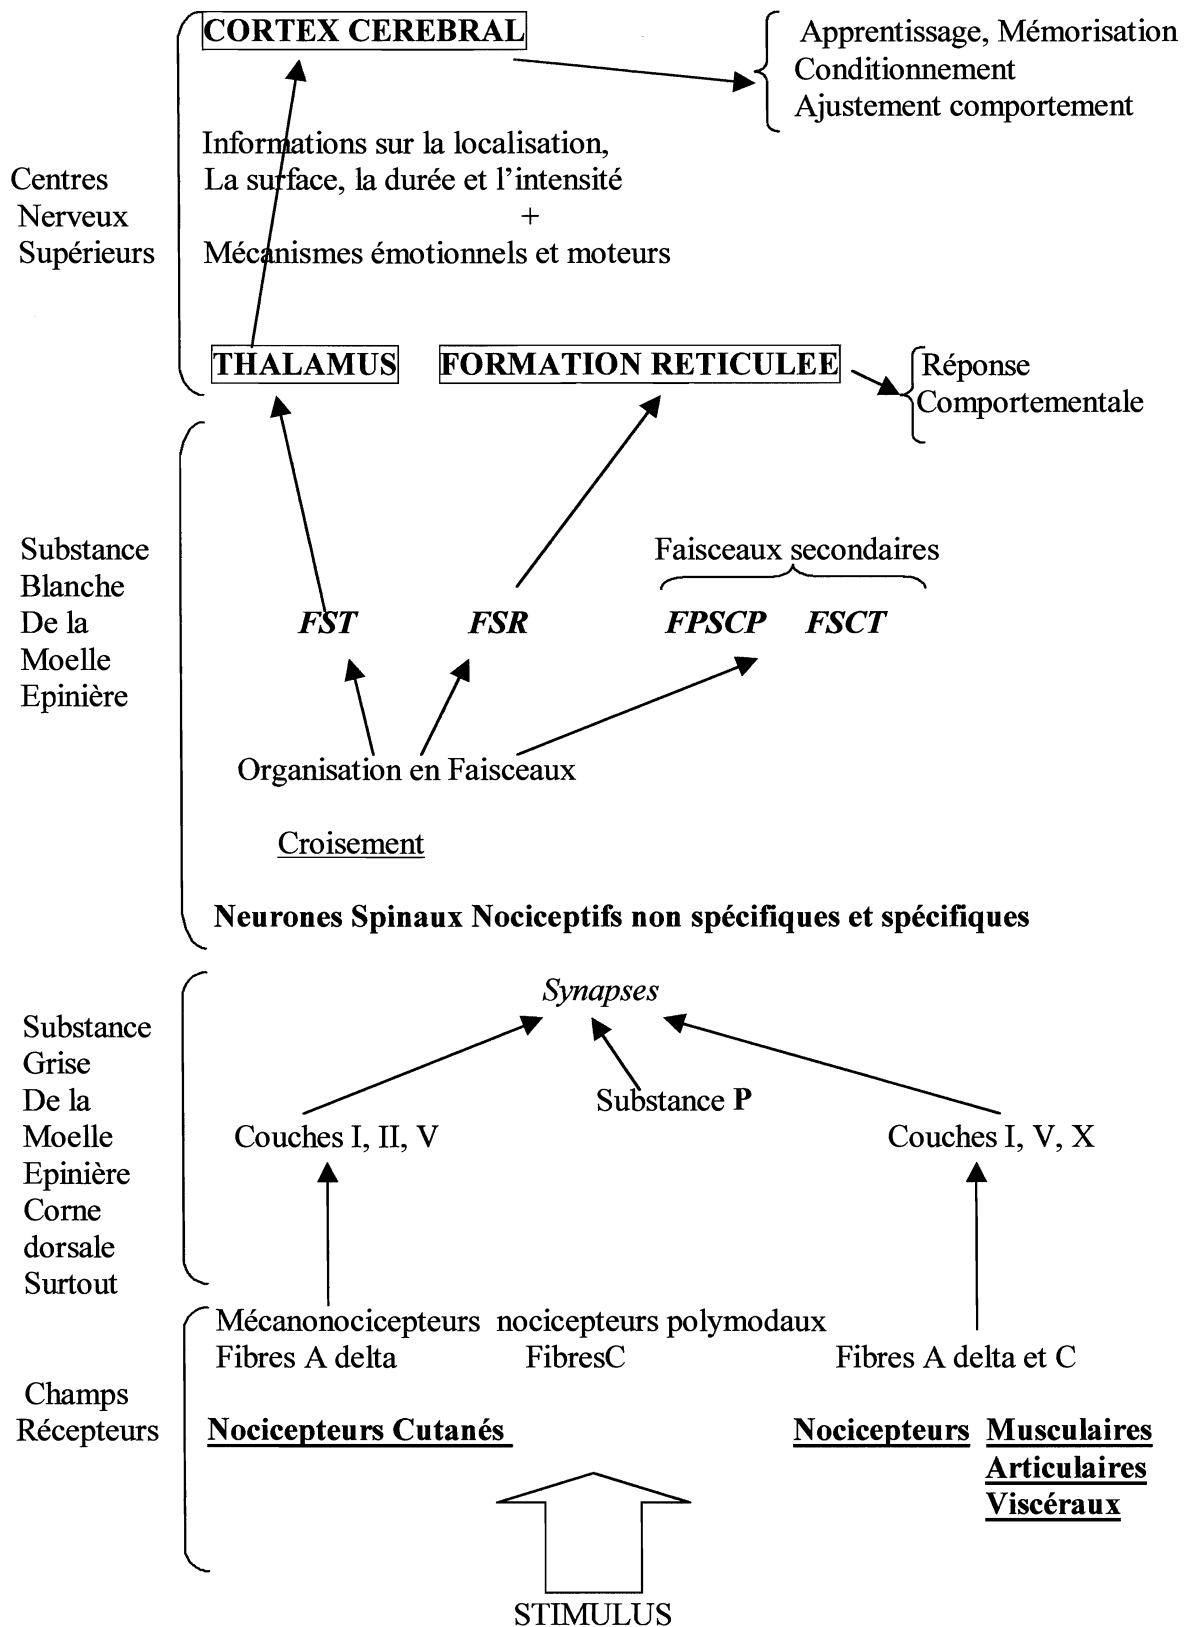 CORTEX CEREBRAL
Apprentissage, Mémorisation
Conditionnement
Ajustement comportement
Informations sur la localisation,
La surface, la durée et l'intensité
+
Mécanismes émotionnels et moteurs
Centres
Nerveux
Supérieurs
THALAMUS
FORMATION RETICULEE
Réponse
Comportementale
Substance
Blanche
De la
Moelle
Epinière
Faisceaux secondaires
FST FSR FPSCP FSCT
Organisation en Faisceaux
Croisement
Neurones Spinaux Nociceptifs non spécifiques et spécifiques
Synapses
Substance
Grise
De la
Moelle
Epinière
Corne
dorsale
Surtout
Substance P
Couches I, II, V
Couches I, V, X
Mécanonocicepteurs nocicepteurs polymodaux
Fibres A delta FibresC Fibres A delta et C
Champs
Récepteurs
Nocicepteurs Cutanés
Nocicepteurs Musculaires
Articulaires
Viscéraux
STIMULUS